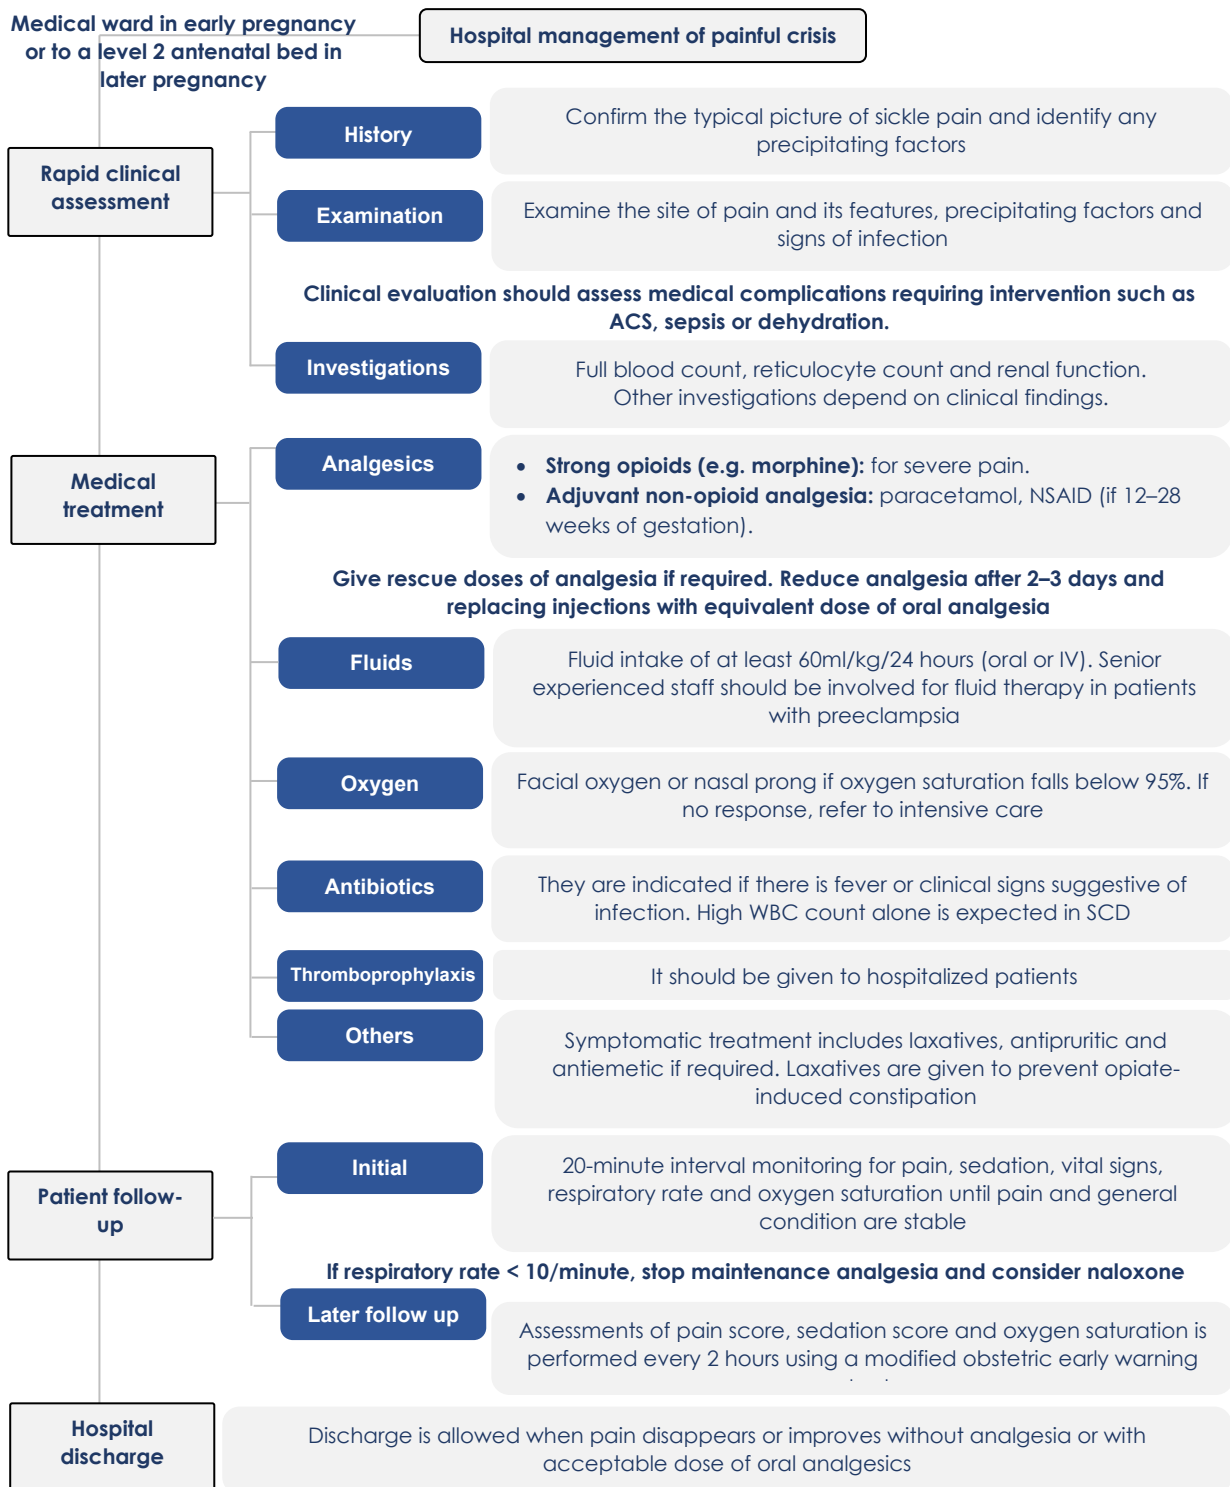 Medical ward in early pregnancy
or to a level 2 antenatal bed in
later pregnancy
Hospital management of painful crisis
Rapid clinical
assessment
History
Confirm the typical picture of sickle pain and identify any
precipitating factors
Examination
Examine the site of pain and its features, precipitating factors and
signs of infection
Clinical evaluation should assess medical complications requiring intervention such as
ACS, sepsis or dehydration.
Investigations
Full blood count, reticulocyte count and renal function.
Other investigations depend on clinical findings.
Medical
treatment
Analgesics
• Strong opioids (e.g. morphine): for severe pain.
• Adjuvant non-opioid analgesia: paracetamol, NSAID (if 12–28
weeks of gestation).
Give rescue doses of analgesia if required. Reduce analgesia after 2–3 days and
replacing injections with equivalent dose of oral analgesia
Fluids
Fluid intake of at least 60ml/kg/24 hours (oral or IV). Senior
experienced staff should be involved for fluid therapy in patients
with preeclampsia
Oxygen
Facial oxygen or nasal prong if oxygen saturation falls below 95%. If
no response, refer to intensive care
Antibiotics
They are indicated if there is fever or clinical signs suggestive of
infection. High WBC count alone is expected in SCD
Thromboprophylaxis
It should be given to hospitalized patients
Others
Symptomatic treatment includes laxatives, antipruritic and
antiemetic if required. Laxatives are given to prevent opiate-
induced constipation
Patient follow-
up
Initial
20-minute interval monitoring for pain, sedation, vital signs,
respiratory rate and oxygen saturation until pain and general
condition are stable
If respiratory rate < 10/minute, stop maintenance analgesia and consider naloxone
Later follow up
Assessments of pain score, sedation score and oxygen saturation is
performed every 2 hours using a modified obstetric early warning
Hospital
discharge
Discharge is allowed when pain disappears or improves without analgesia or with
acceptable dose of oral analgesics